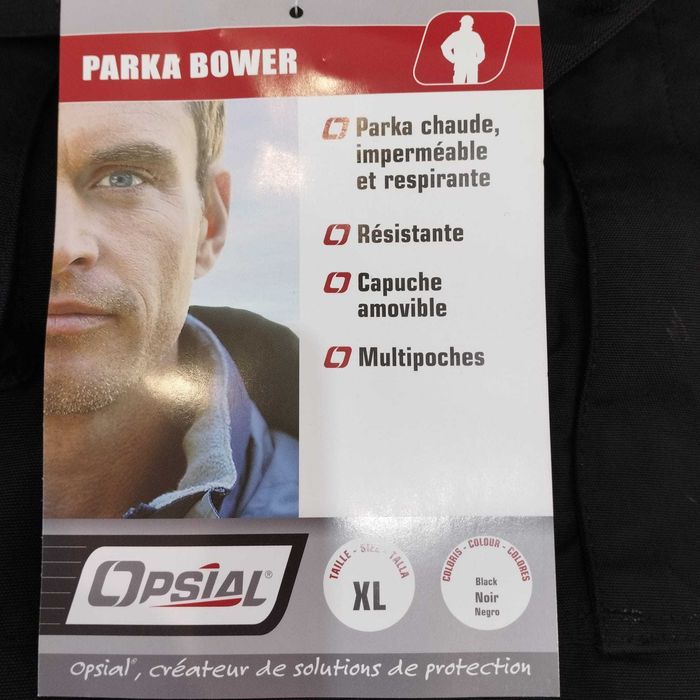 PARKA BOWER
Parka chaude,
imperméable
et respirante
Résistante
Capuche
amovible
Multipoches
OPSIAL®
TAILLE - SIZE - TALLA
XL
COLORIS - COLOUR - COLORES
Black
Noir
Negro
Opsial®, créateur de solutions de protection